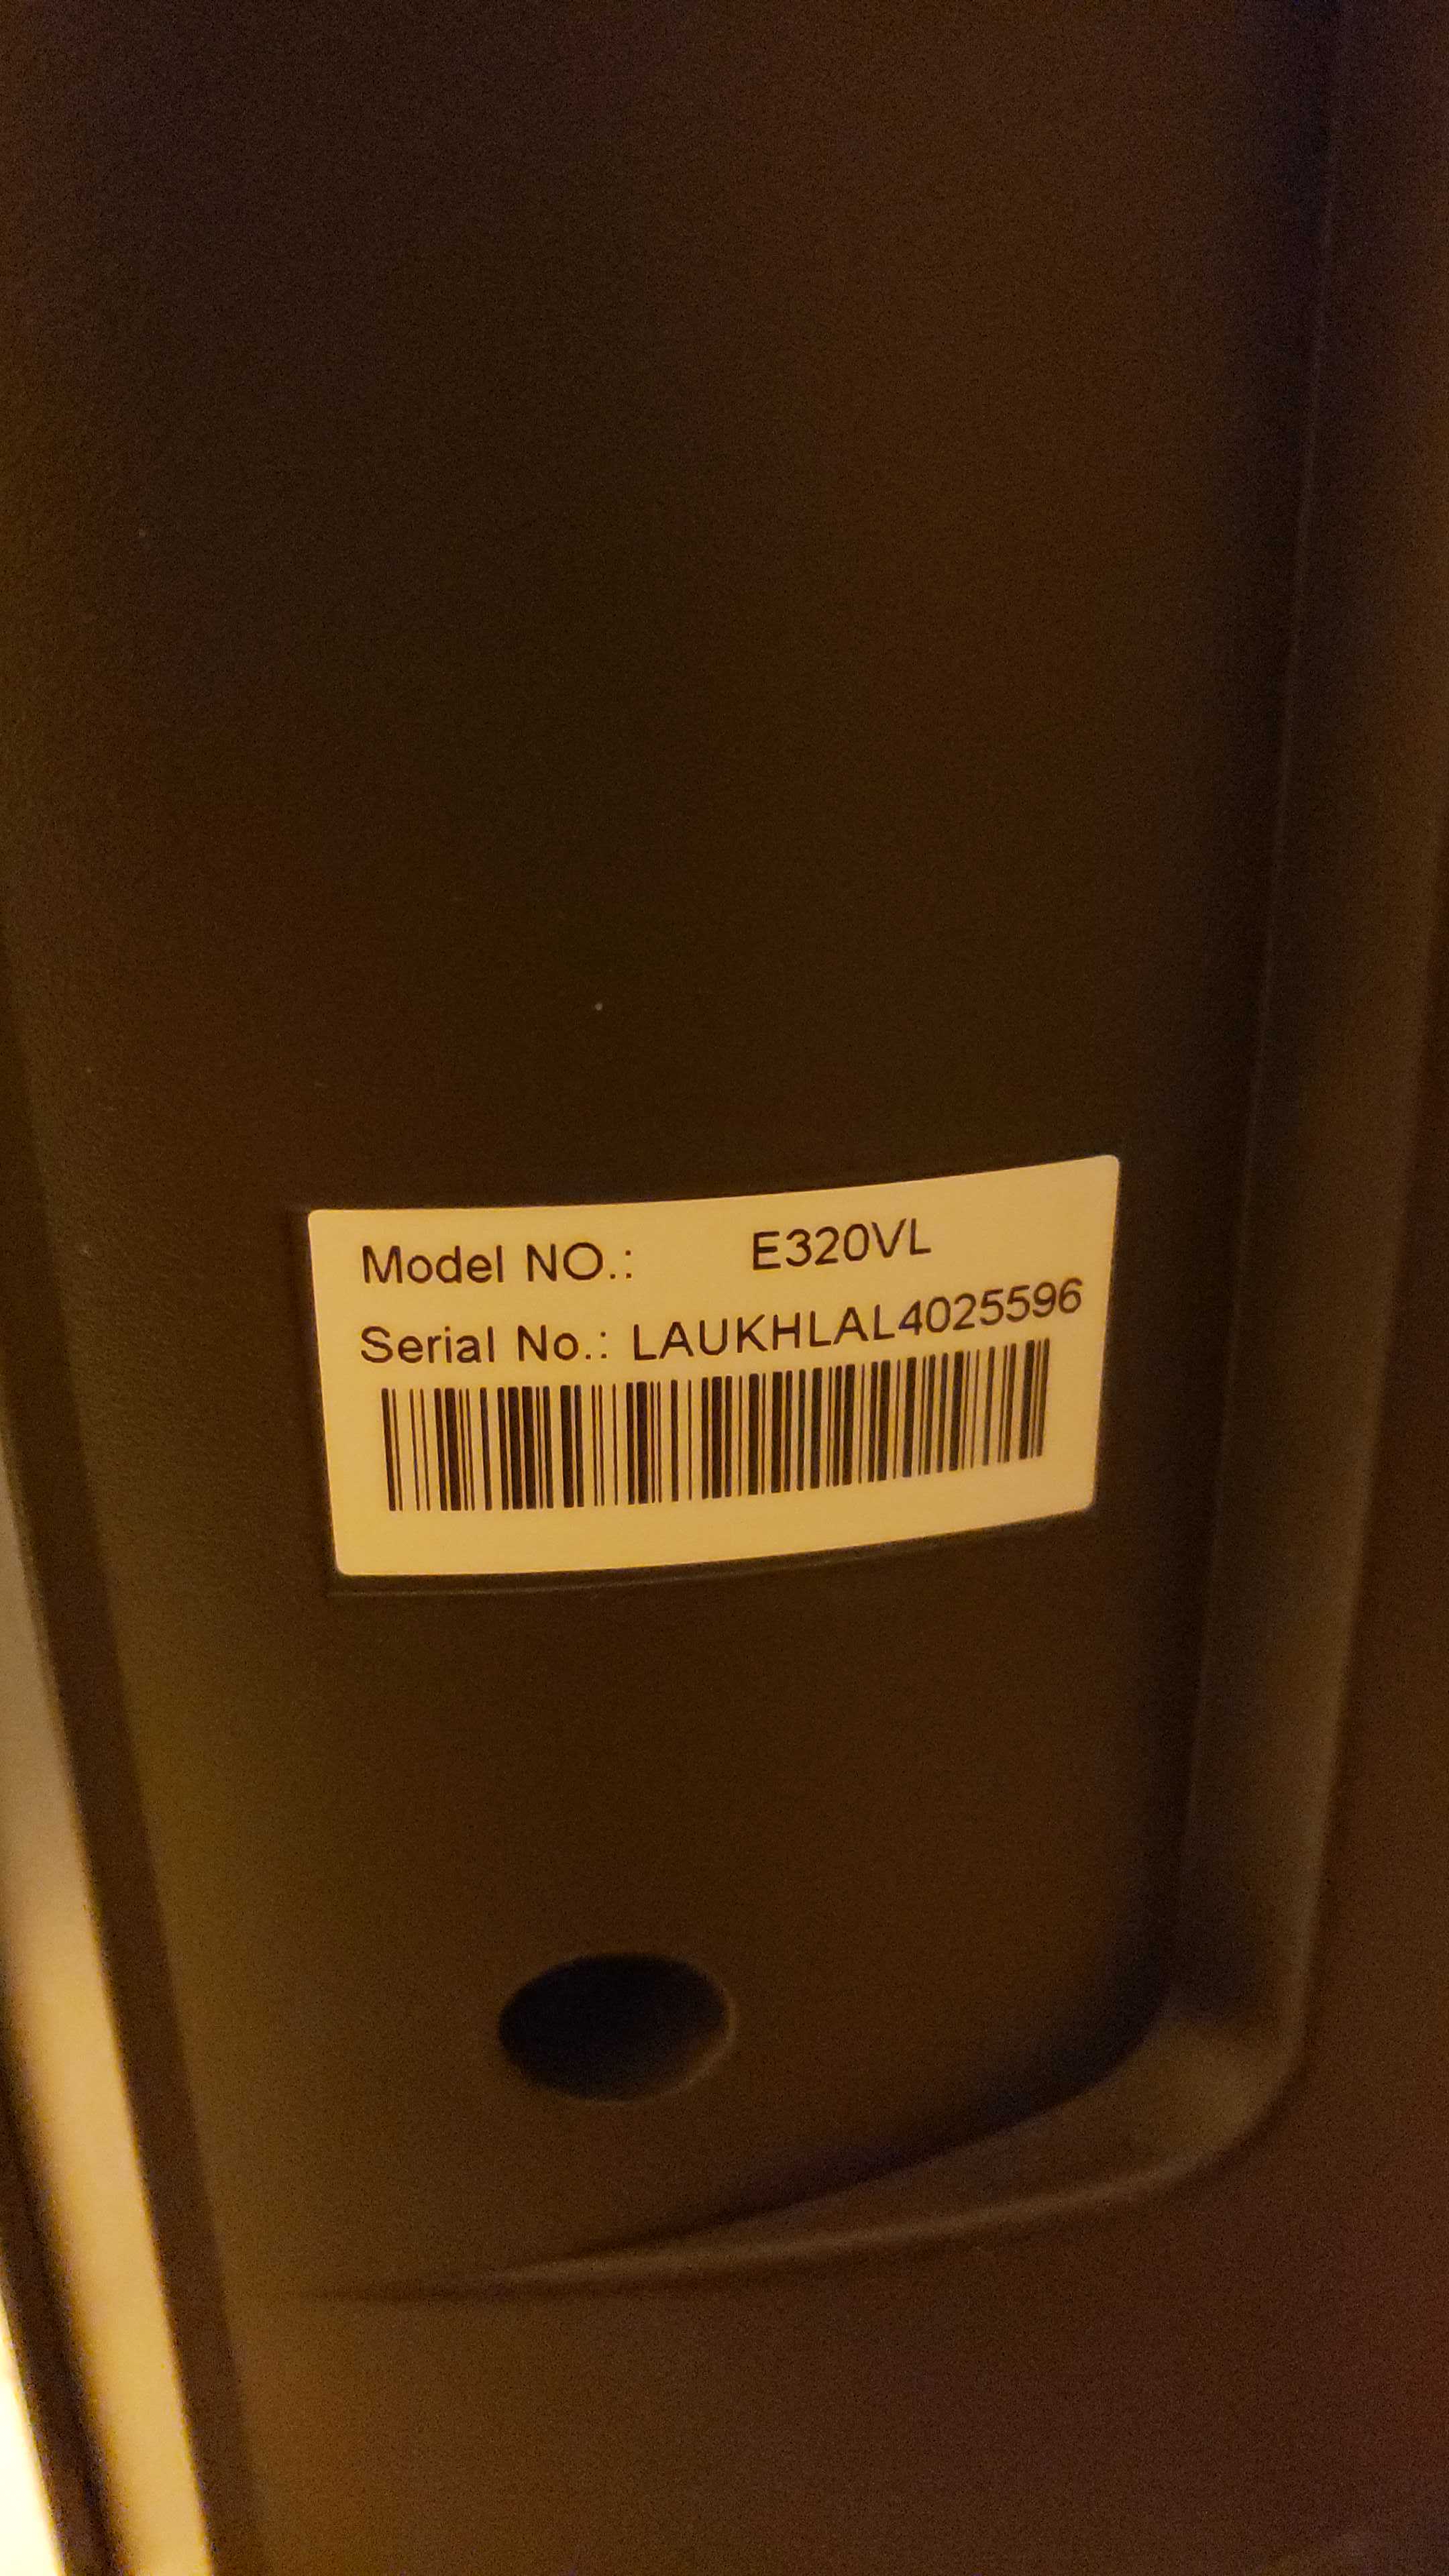 Model NO.: E320VL
Serial No.: LAUKHLAL4025596